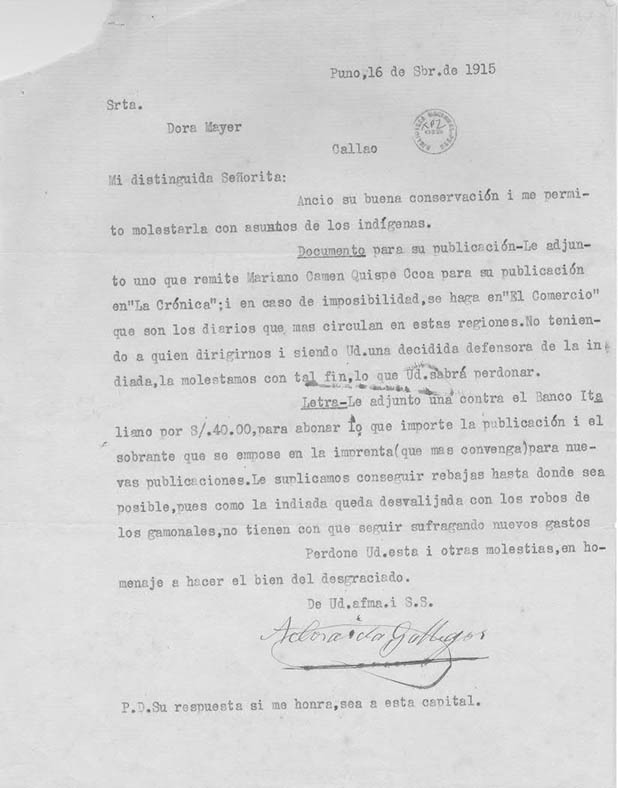 Puno,16 de Sbr.de 1915
Srta.
Dora Mayer
Callao
Mi distinguida Señorita:
Ancio su buena conservación i me permi-
to molestarla con asuntos de los indígenas.
Documento para su publicación-Le adjun-
to uno que remite Mariano Camen Quispe Ccoa para su publicación
en"La Crónica";i en caso de imposibilidad,se haga en"El Comercio"
que son los diarios que mas circulan en estas regiones.No tenien-
do a quien dirigirnos i siendo Ud.una decidida defensora de la in
diada,la molestamos con tal fin,lo que Ud.sabrá perdonar.
Letra-Le adjunto una contra el Banco Ita
liano por S/.40.00,para abonar lo que importe la publicación i el
sobrante que se empose en la imprenta(que mas convenga)para nue-
vas publicaciones.Le suplicamos conseguir rebajas hasta donde sea
posible,pues como la indiada queda desvalijada con los robos de
los gamonales,no tienen con que seguir sufragando nuevos gastos
Perdone Ud.esta i otras molestias,en ho-
menaje a hacer el bien del desgraciado.
De Ud.afma.i S.S.
Gallegos
P.D.Su respuesta si me honra,sea a esta capital.